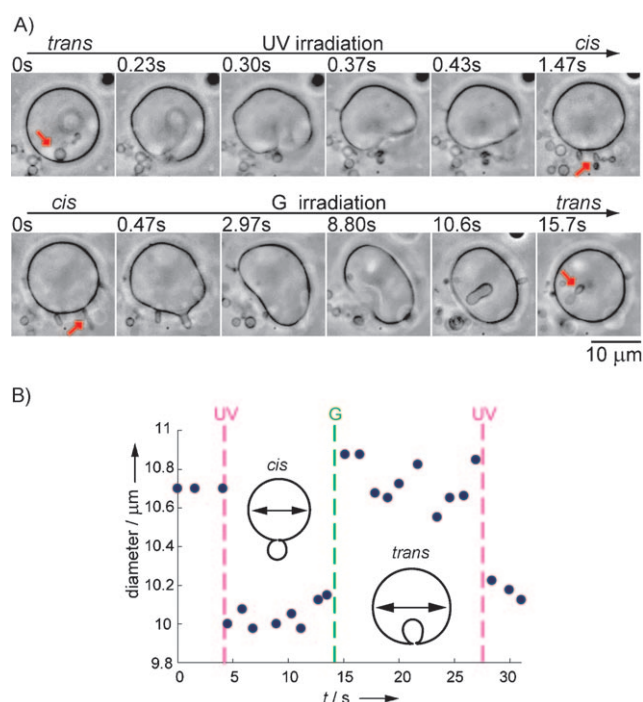 A)
trans UV irradiation cis
0s 0.23s 0.30s 0.37s 0.43s 1.47s
cis G irradiation trans
0s 0.47s 2.97s 8.80s 10.6s 15.7s
10 μm
B)
UV G UV
11
10.8
10.6
10.4
10.2
10
9.8
diameter / μm
cis
trans
0 5 10 15 20 25 30
t / s